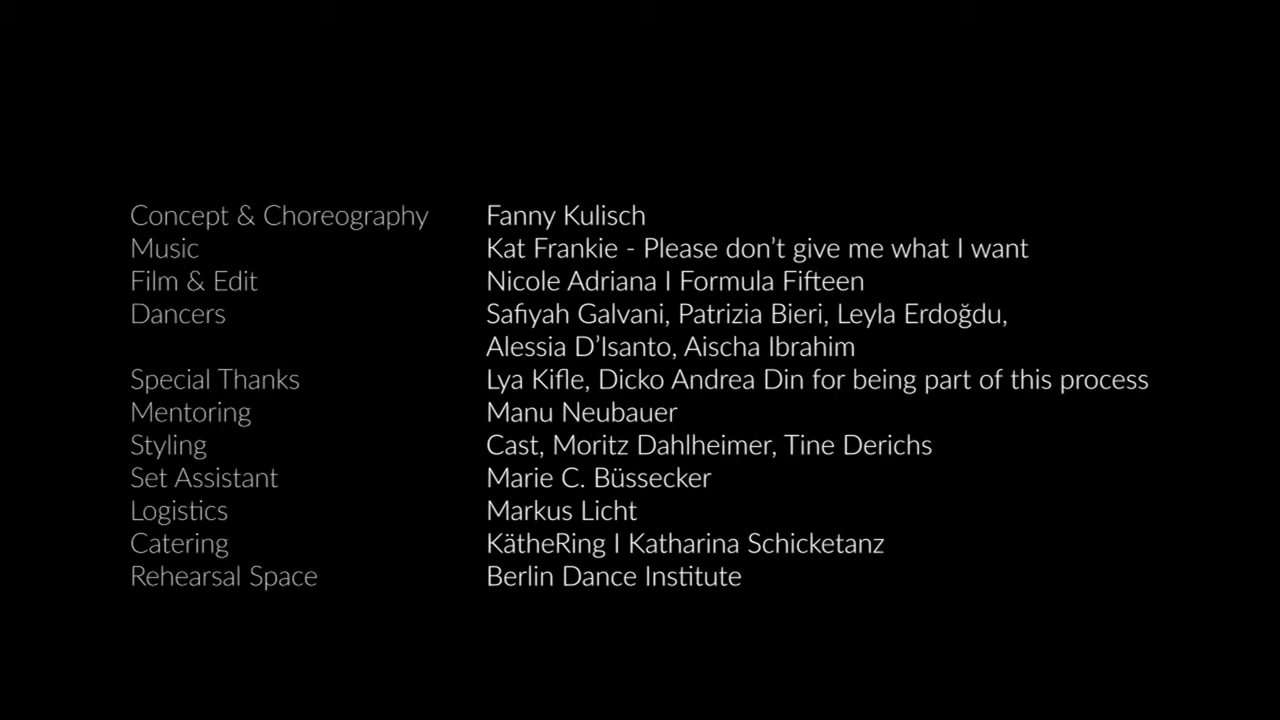 Concept & Choreography Fanny Kulisch
Music Kat Frankie - Please don’t give me what I want
Film & Edit Nicole Adriana I Formula Fifteen
Dancers Safiyah Galvani, Patrizia Bieri, Leyla Erdoğdu,
Alessia D’Isanto, Aischa Ibrahim
Special Thanks Lya Kifle, Dicko Andrea Din for being part of this process
Mentoring Manu Neubauer
Styling Cast, Moritz Dahlheimer, Tine Derichs
Set Assistant Marie C. Büssecker
Logistics Markus Licht
Catering KätheRing I Katharina Schicketanz
Rehearsal Space Berlin Dance Institute